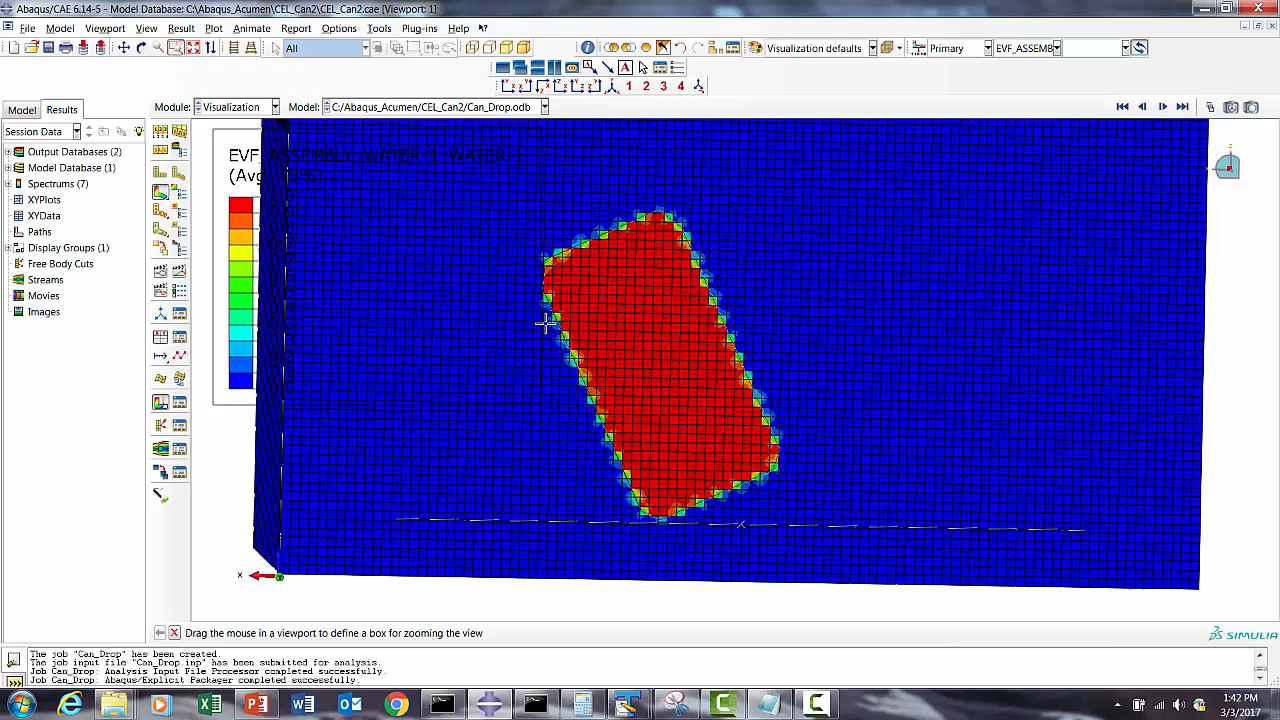 Abaqus/CAE 6.14-5 - Model Database: C:\Abaqus_Acumen\CEL_Can2\CEL_Can2.cae [Viewport: 1]
File Model Viewport View Result Plot Animate Report Options Tools Plug-ins Help
All Visualization defaults Primary EVF_ASSEMB
1 2 3 4
Model Results Module: Visualization Model: C:/Abaqus_Acumen/CEL_Can2/Can_Drop.odb
Session Data
Output Databases (2)
Model Database (1)
Spectrums (7)
XYPlots
XYData
Paths
Display Groups (1)
Free Body Cuts
Streams
Movies
Images
EVF_ASSEMBLY_WATER-1_WATER-1
x
Drag the mouse in a viewport to define a box for zooming the view
SIMULIA
The job "Can_Drop" has been created.
The job input file "Can_Drop.inp" has been submitted for analysis.
Job Can_Drop: Analysis Input File Processor completed successfully.
Job Can_Drop: Abaqus/Explicit Packager completed successfully.
1:42 PM
3/3/2017